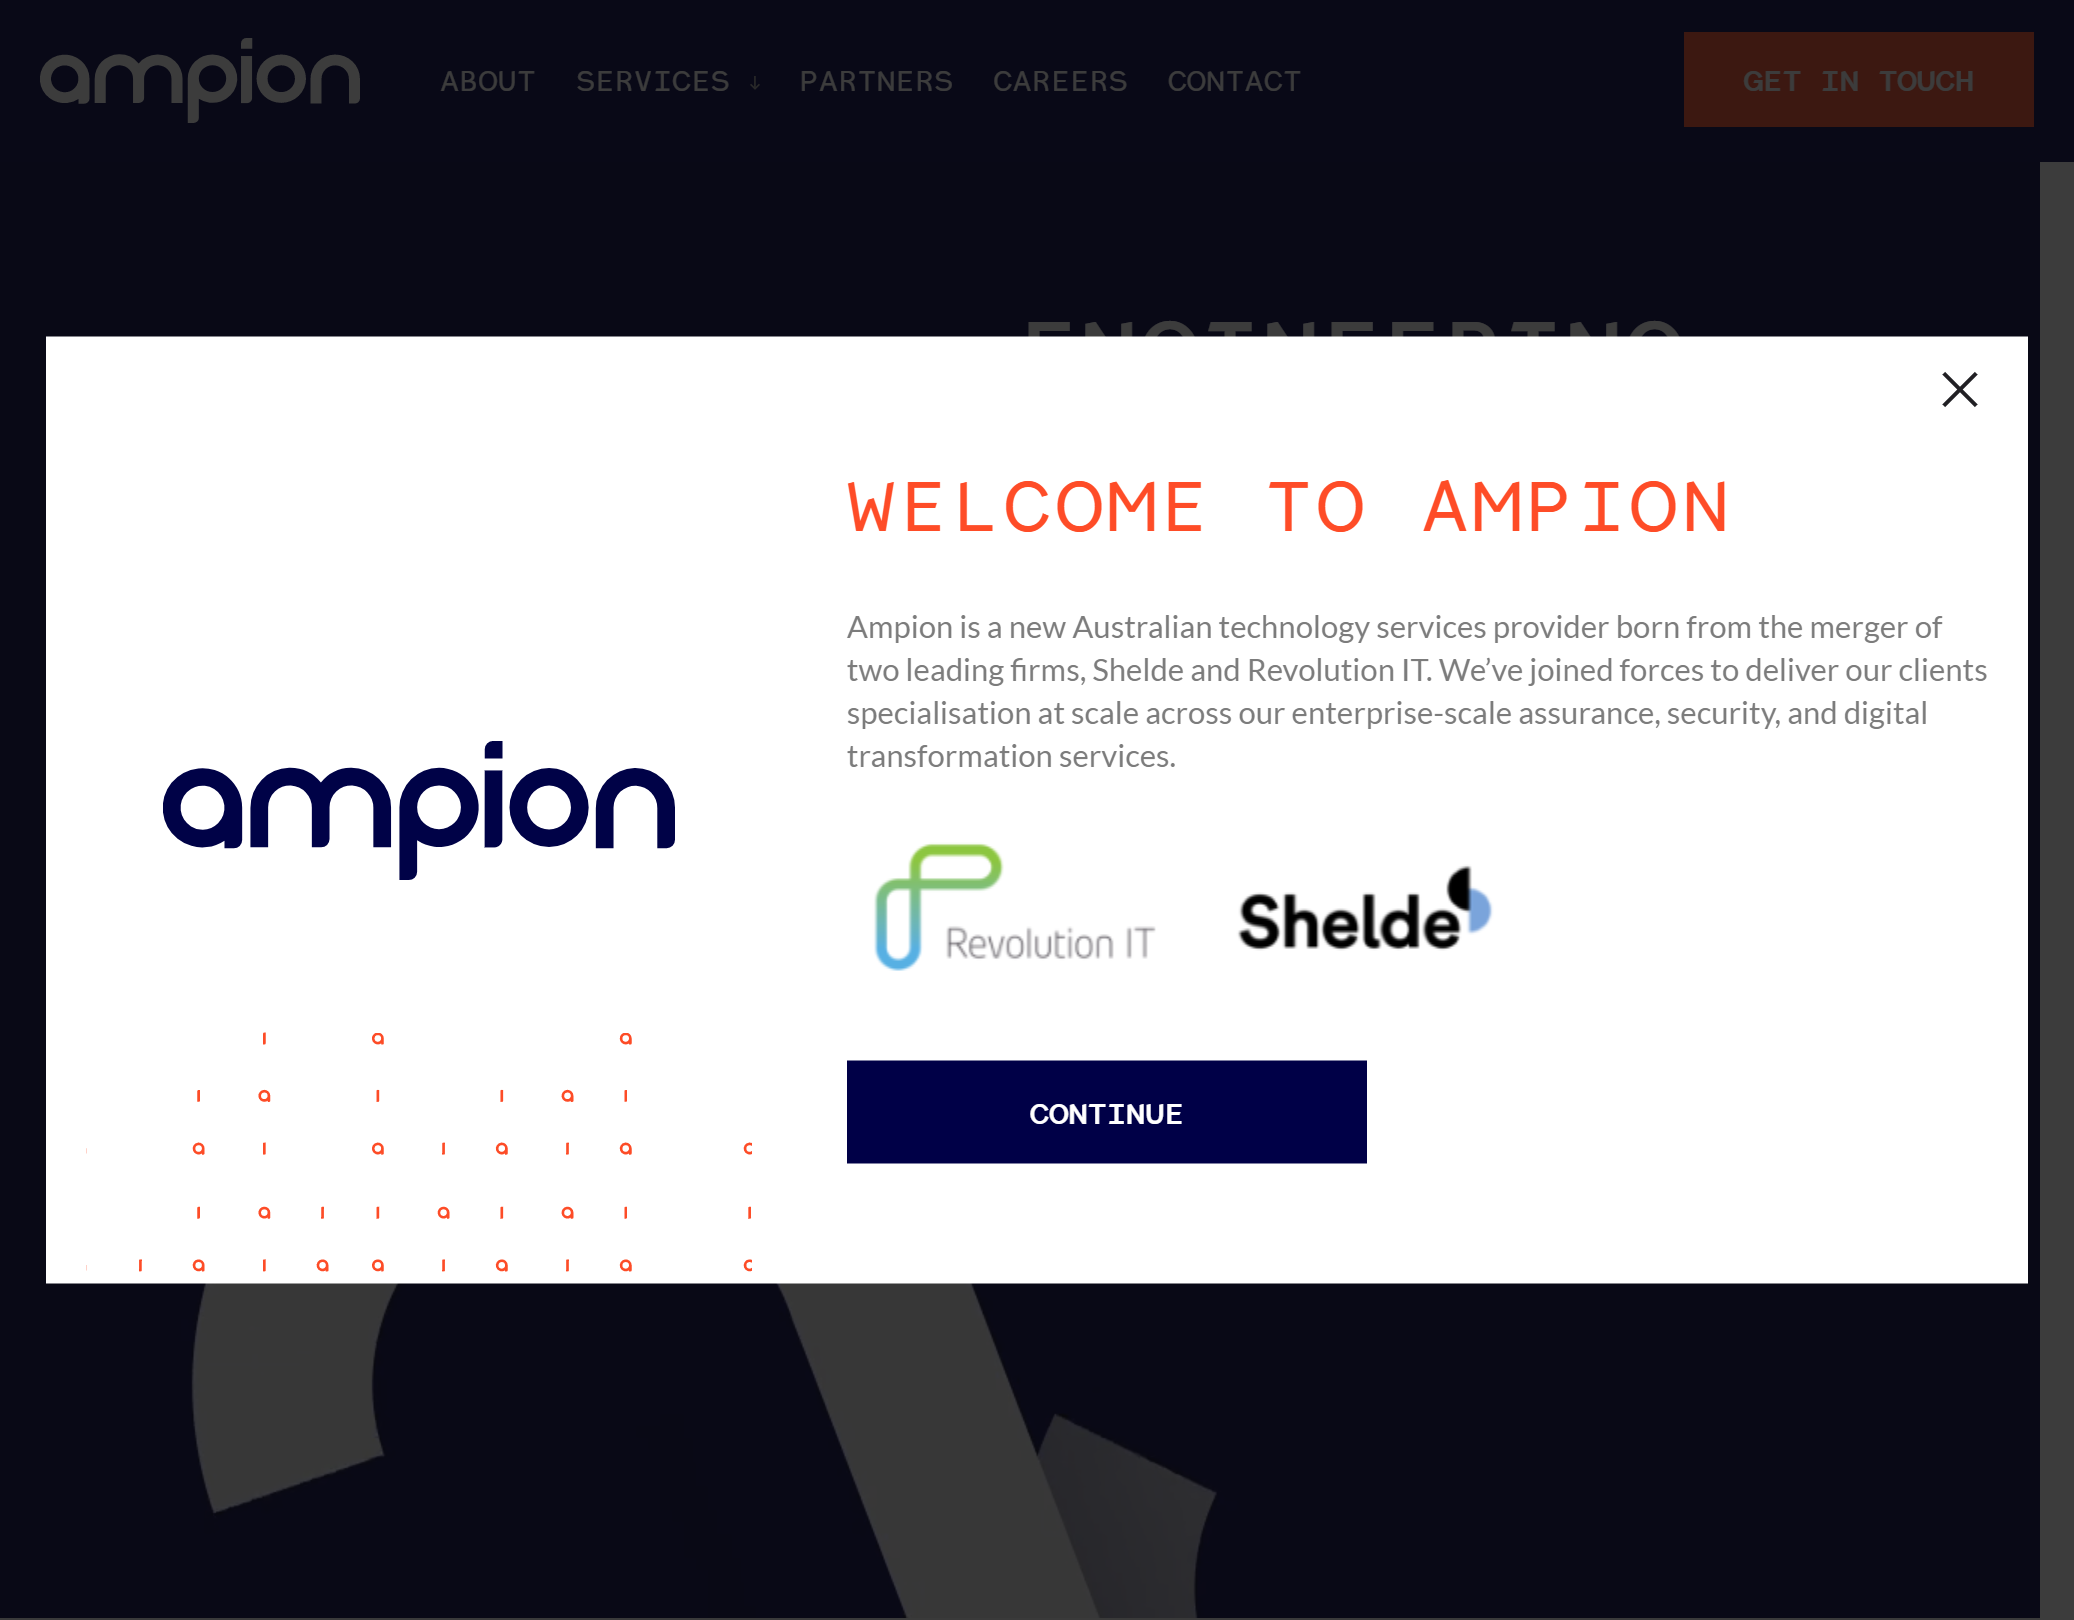 ampion
ABOUT SERVICES ↓ PARTNERS CAREERS CONTACT
GET IN TOUCH
ENGINEERING
WELCOME TO AMPION
Ampion is a new Australian technology services provider born from the merger of
two leading firms, Shelde and Revolution IT. We’ve joined forces to deliver our clients
specialisation at scale across our enterprise-scale assurance, security, and digital
transformation services.
ampion
Revolution IT
Shelde
CONTINUE